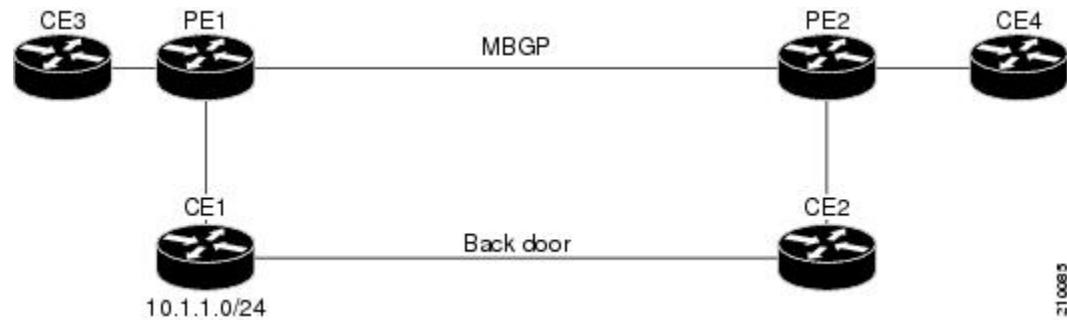 CE3
PE1
MBGP
PE2
CE4
CE1
Back door
CE2
10.1.1.0/24
210085